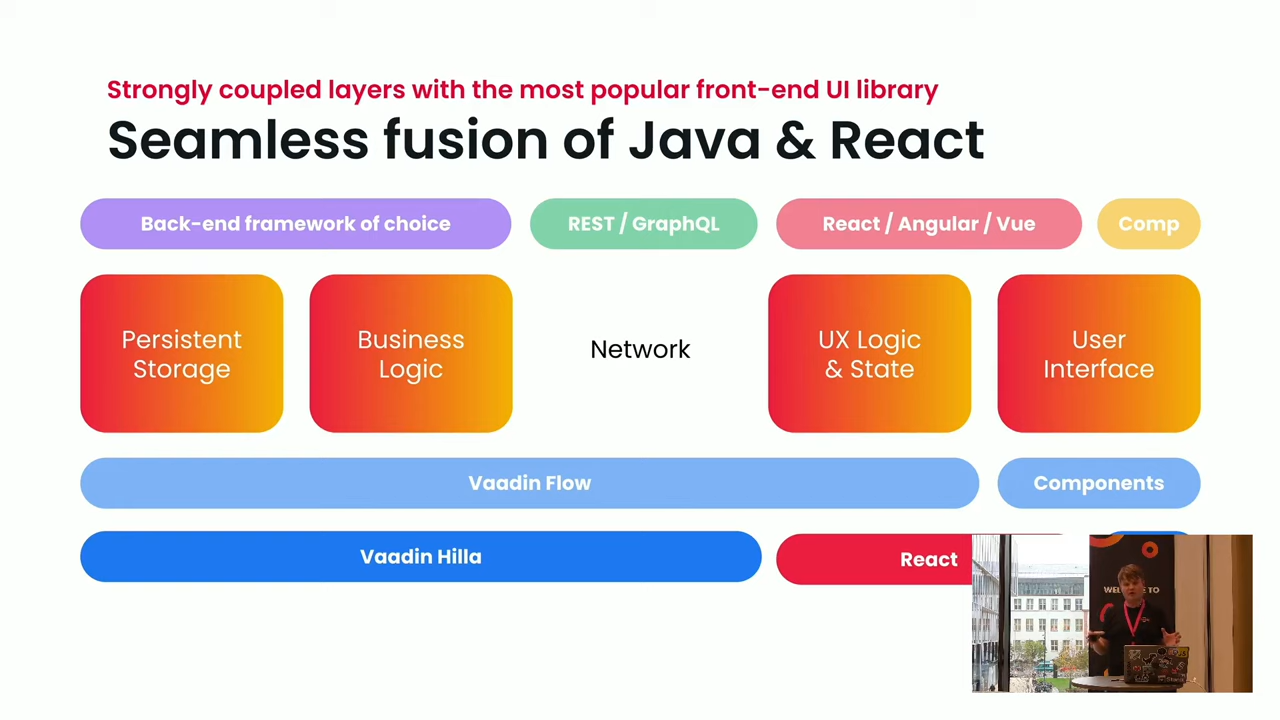 Strongly coupled layers with the most popular front-end UI library
Seamless fusion of Java & React
Back-end framework of choice
REST / GraphQL
React / Angular / Vue
Comp
Persistent
Storage
Business
Logic
Network
UX Logic
& State
User
Interface
Vaadin Flow
Components
Vaadin Hilla
React